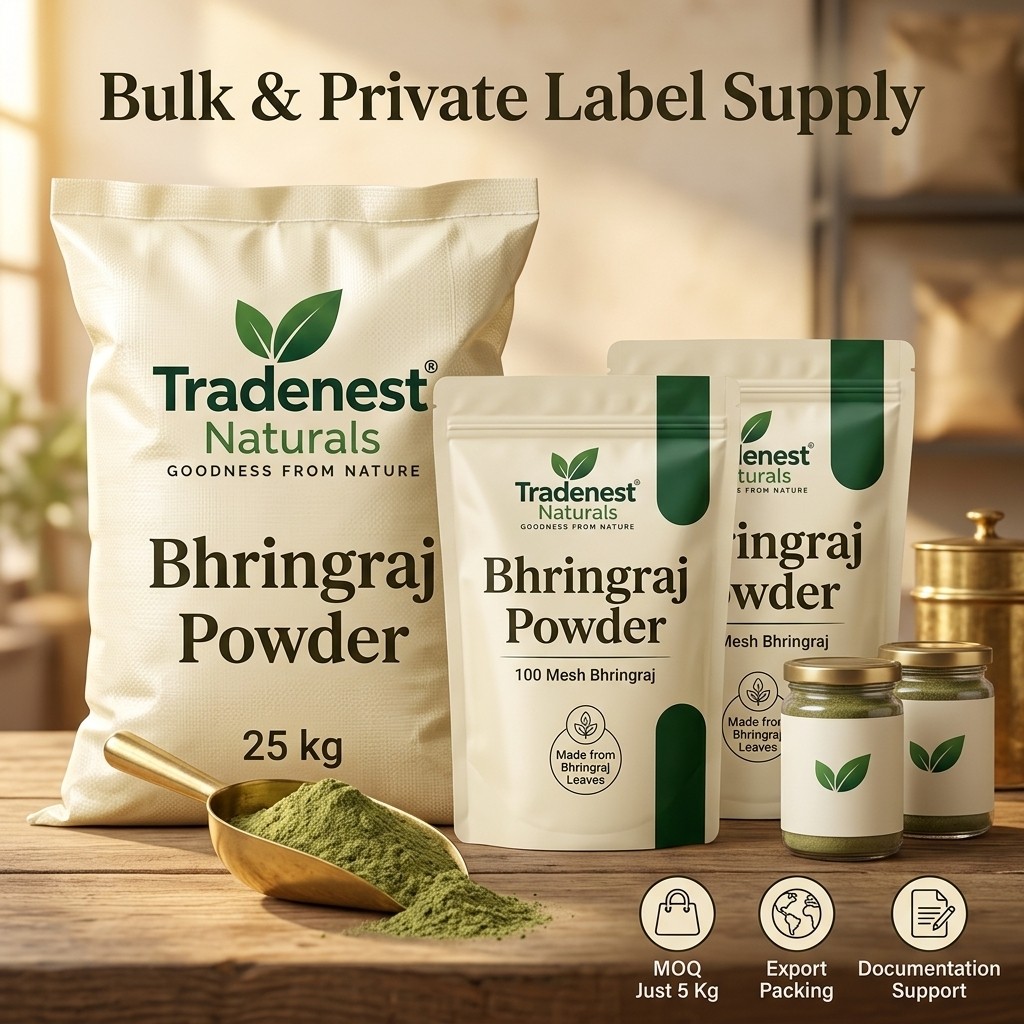 Bulk & Private Label Supply
Tradenest®
Naturals
GOODNESS FROM NATURE
Bhringraj
Powder
25 kg
Tradenest®
Naturals
GOODNESS FROM NATURE
Bhringraj
Powder
100 Mesh Bhringraj
Made from
Bhringraj
Leaves
denest®
turals
S FROM NATURE
ringraj
owder
Mesh Bhringraj
Made from
Bhringraj
Leaves
MOQ
Just 5 Kg
Export
Packing
Documentation
Support